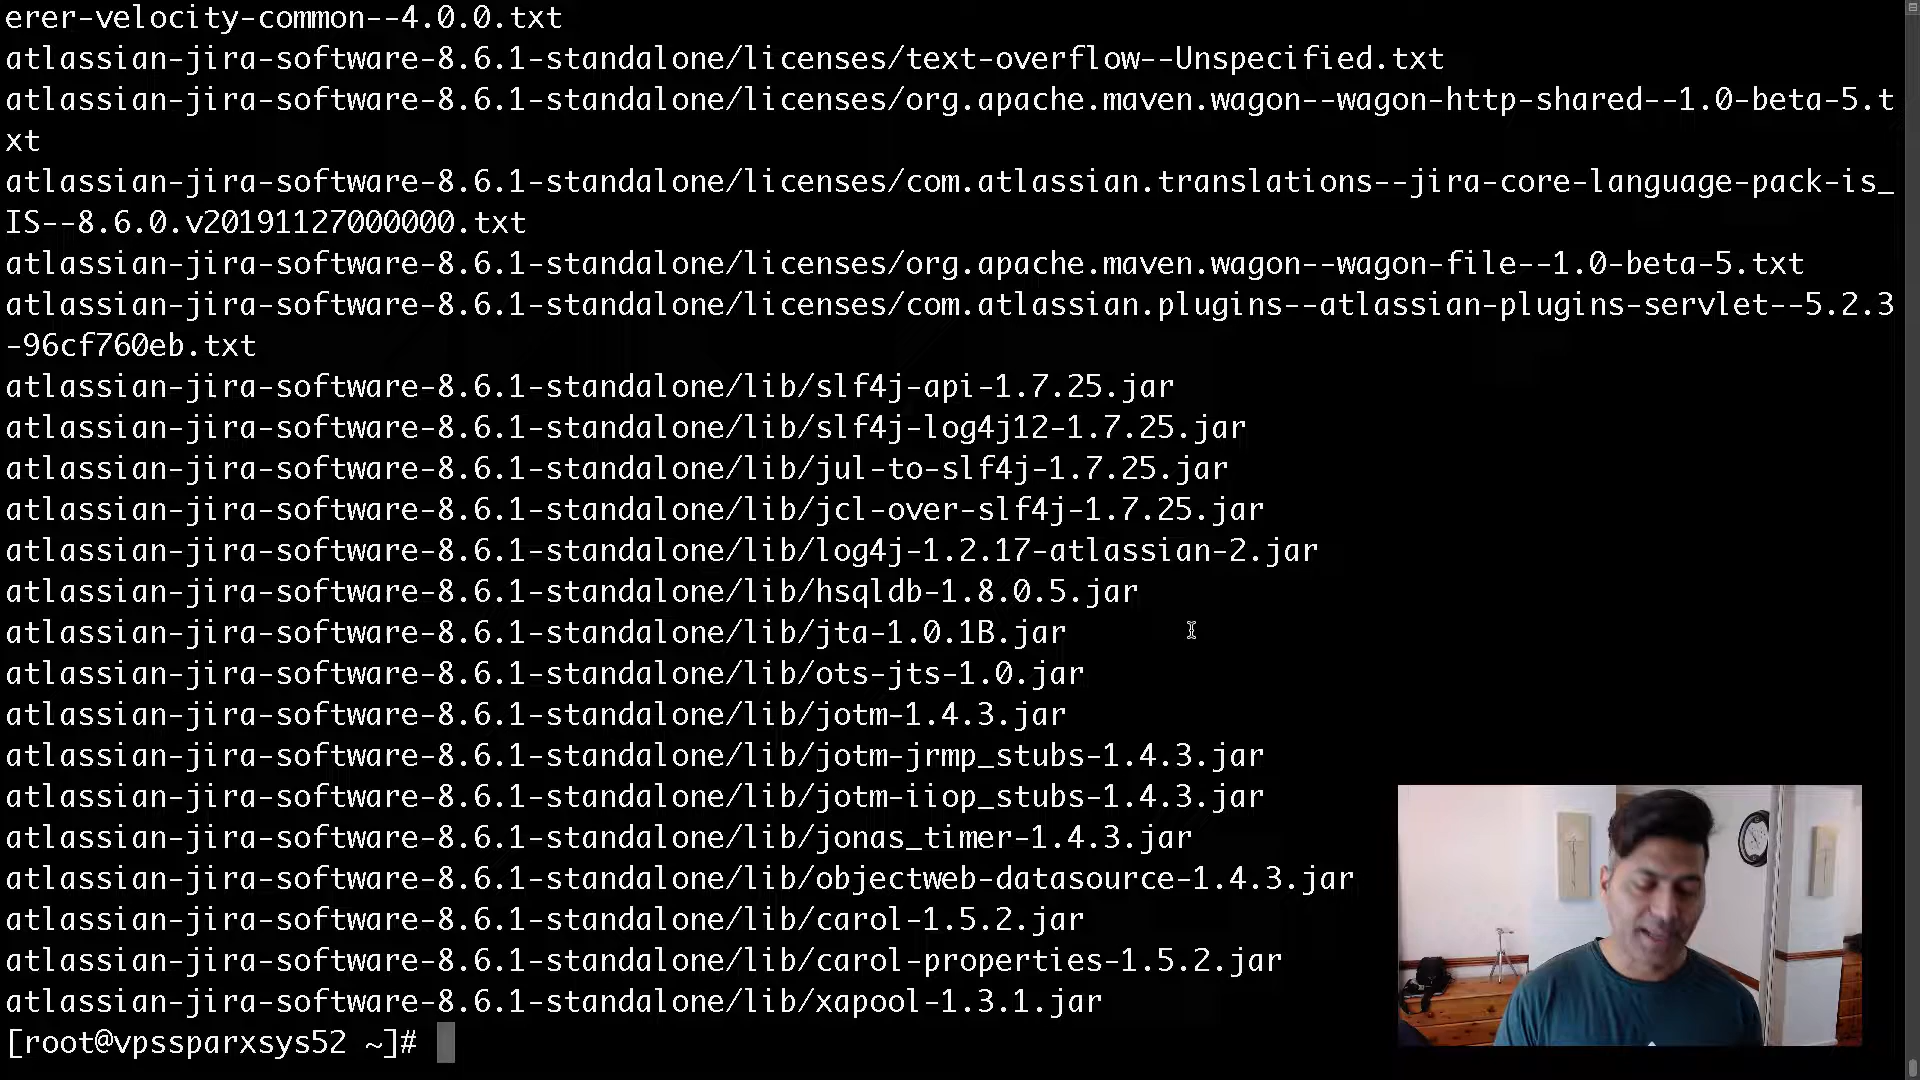 erer-velocity-common--4.0.0.txt
atlassian-jira-software-8.6.1-standalone/licenses/text-overflow--Unspecified.txt
atlassian-jira-software-8.6.1-standalone/licenses/org.apache.maven.wagon--wagon-http-shared--1.0-beta-5.t
xt
atlassian-jira-software-8.6.1-standalone/licenses/com.atlassian.translations--jira-core-language-pack-is_
IS--8.6.0.v20191127000000.txt
atlassian-jira-software-8.6.1-standalone/licenses/org.apache.maven.wagon--wagon-file--1.0-beta-5.txt
atlassian-jira-software-8.6.1-standalone/licenses/com.atlassian.plugins--atlassian-plugins-servlet--5.2.3
-96cf760eb.txt
atlassian-jira-software-8.6.1-standalone/lib/slf4j-api-1.7.25.jar
atlassian-jira-software-8.6.1-standalone/lib/slf4j-log4j12-1.7.25.jar
atlassian-jira-software-8.6.1-standalone/lib/jul-to-slf4j-1.7.25.jar
atlassian-jira-software-8.6.1-standalone/lib/jcl-over-slf4j-1.7.25.jar
atlassian-jira-software-8.6.1-standalone/lib/log4j-1.2.17-atlassian-2.jar
atlassian-jira-software-8.6.1-standalone/lib/hsqldb-1.8.0.5.jar
atlassian-jira-software-8.6.1-standalone/lib/jta-1.0.1B.jar
atlassian-jira-software-8.6.1-standalone/lib/ots-jts-1.0.jar
atlassian-jira-software-8.6.1-standalone/lib/jotm-1.4.3.jar
atlassian-jira-software-8.6.1-standalone/lib/jotm-jrmp_stubs-1.4.3.jar
atlassian-jira-software-8.6.1-standalone/lib/jotm-iiop_stubs-1.4.3.jar
atlassian-jira-software-8.6.1-standalone/lib/jonas_timer-1.4.3.jar
atlassian-jira-software-8.6.1-standalone/lib/objectweb-datasource-1.4.3.jar
atlassian-jira-software-8.6.1-standalone/lib/carol-1.5.2.jar
atlassian-jira-software-8.6.1-standalone/lib/carol-properties-1.5.2.jar
atlassian-jira-software-8.6.1-standalone/lib/xapool-1.3.1.jar
[root@vpssparxsys52 ~]#